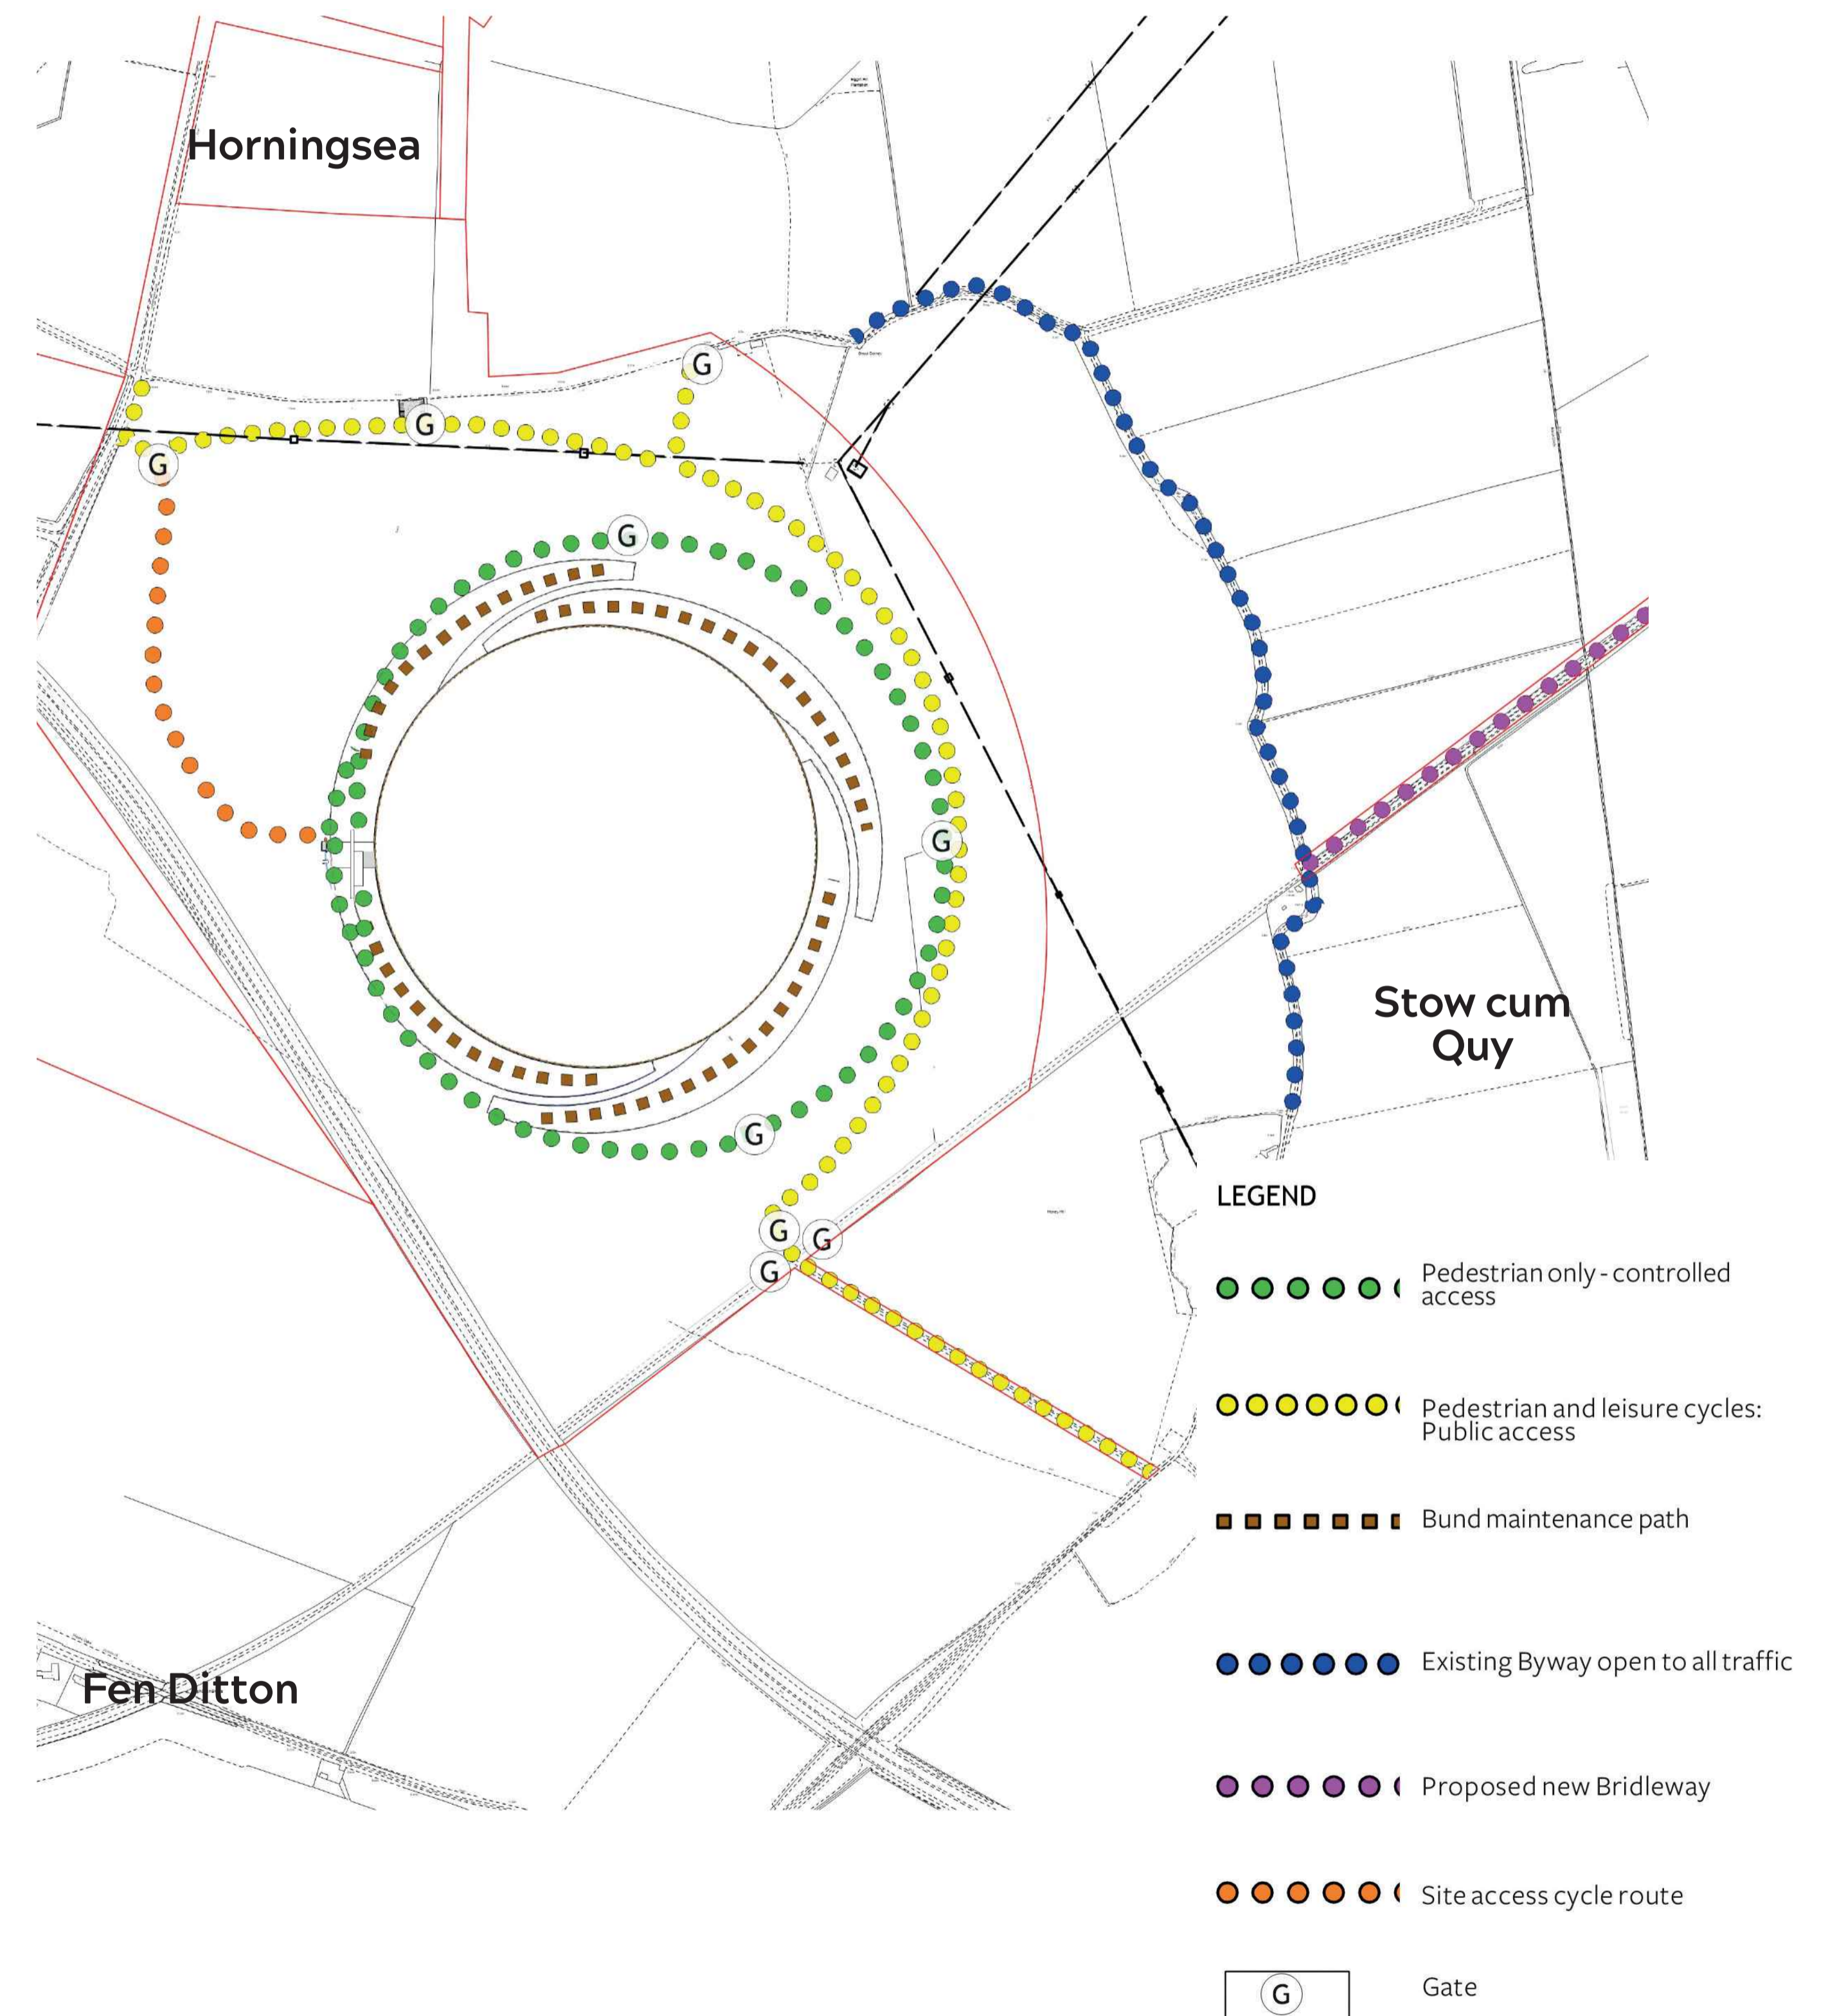 Horningsea
G
G
G
G
G
G
G
G
G
Stow cum
Quy
Fen Ditton
LEGEND
Pedestrian only - controlled
access
Pedestrian and leisure cycles:
Public access
Bund maintenance path
Existing Byway open to all traffic
Proposed new Bridleway
Site access cycle route
G
Gate